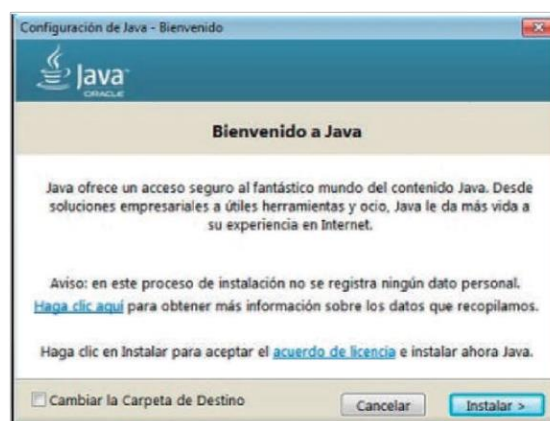 Configuración de Java - Bienvenido
Java
ORACLE
Bienvenido a Java
Java ofrece un acceso seguro al fantástico mundo del contenido Java. Desde
soluciones empresariales a útiles herramientas y ocio, Java le da más vida a
su experiencia en Internet.
Aviso: en este proceso de instalación no se registra ningún dato personal.
Haga clic aquí para obtener más información sobre los datos que recopilamos.
Haga clic en Instalar para aceptar el acuerdo de licencia e instalar ahora Java.
Cambiar la Carpeta de Destino
Cancelar
Instalar >